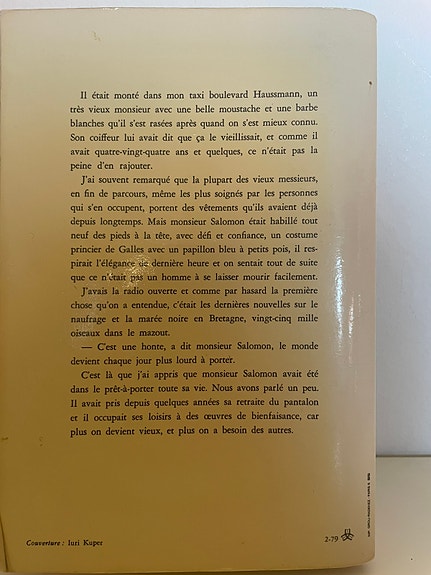 Il était monté dans mon taxi boulevard Haussmann, un
très vieux monsieur avec une belle moustache et une barbe
blanches qu'il s'est rasées après quand on s'est mieux connu.
Son coiffeur lui avait dit que ça le vieillissait, et comme il
avait quatre-vingt-quatre ans et quelques, ce n'était pas la
peine d'en rajouter.
J'ai souvent remarqué que la plupart des vieux messieurs,
en fin de parcours, même les plus soignés par les personnes
qui s'en occupent, portent des vêtements qu'ils avaient déjà
depuis longtemps. Mais monsieur Salomon était habillé tout
neuf des pieds à la tête, avec défi et confiance, un costume
princier de Galles avec un papillon bleu à petits pois, il res-
pirait l'élégance de dernière heure et on sentait tout de suite
que ce n'était pas un homme à se laisser mourir facilement.
J'avais la radio ouverte et comme par hasard la première
chose qu'on a entendue, c'était les dernières nouvelles sur le
naufrage et la marée noire en Bretagne, vingt-cinq mille
oiseaux dans le mazout.
— C'est une honte, a dit monsieur Salomon, le monde
devient chaque jour plus lourd à porter.
C'est là que j'ai appris que monsieur Salomon avait été
dans le prêt-à-porter toute sa vie. Nous avons parlé un peu.
Il avait pris depuis quelques années sa retraite du pantalon
et il occupait ses loisirs à des œuvres de bienfaisance, car
plus on devient vieux, et plus on a besoin des autres.
Couverture : Iuri Kuper
2-79